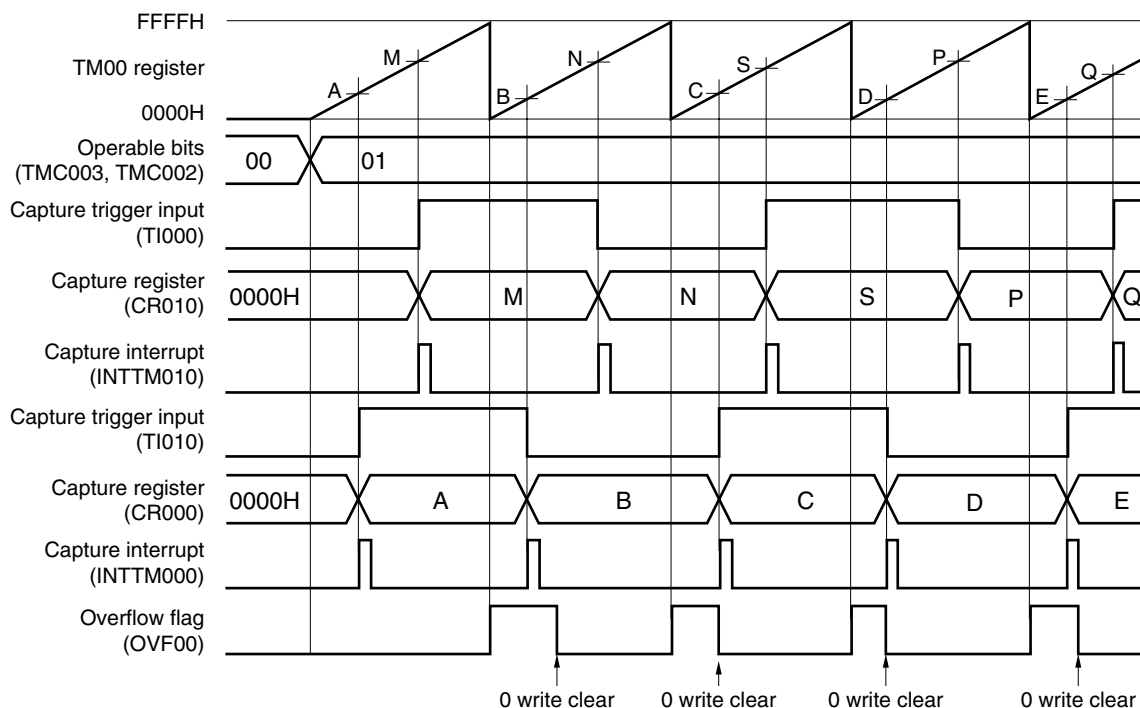 FFFFH
TM00 register
0000H
A M B N C S D P E Q
Operable bits
(TMC003, TMC002)
00 01
Capture trigger input
(TI000)
Capture register
(CR010)
0000H M N S P Q
Capture interrupt
(INTTM010)
Capture trigger input
(TI010)
Capture register
(CR000)
0000H A B C D E
Capture interrupt
(INTTM000)
Overflow flag
(OVF00)
0 write clear 0 write clear 0 write clear 0 write clear